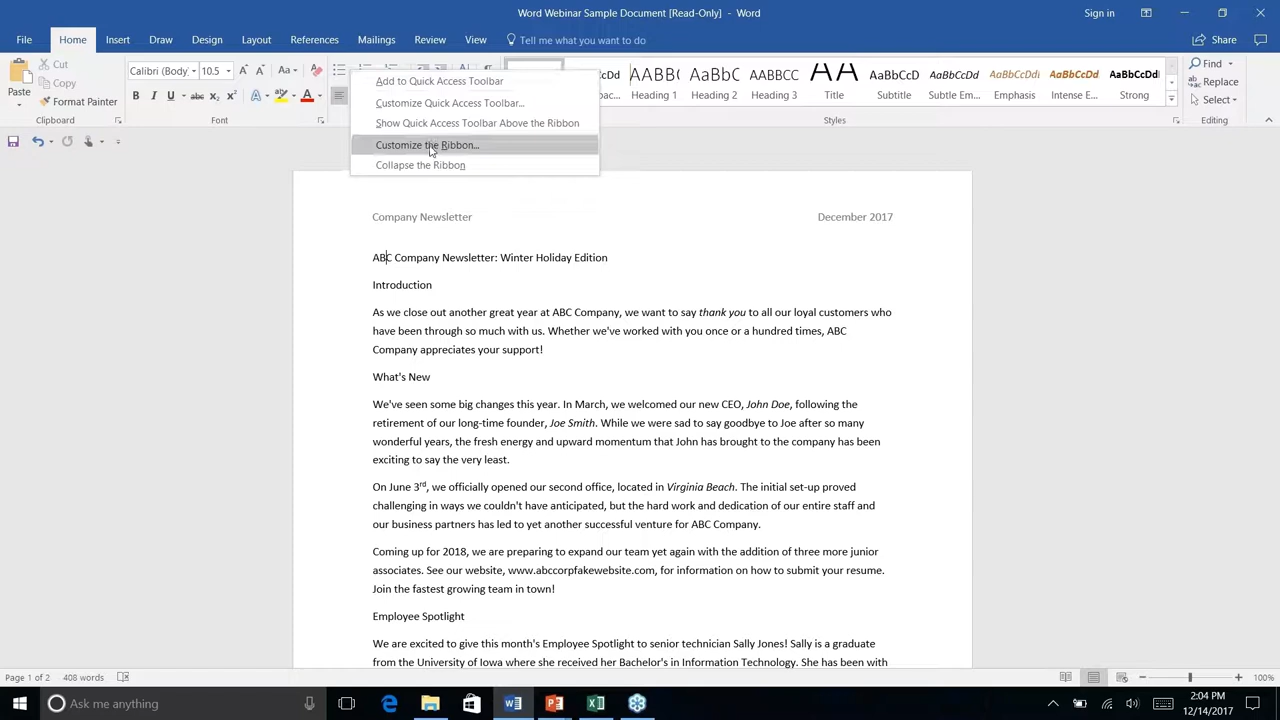 Word Webinar Sample Document [Read-Only] - Word
Sign in
File Home Insert Draw Design Layout References Mailings Review View Tell me what you want to do Share
Cut
Copy
Format Painter
Paste
Clipboard
Calibri (Body) 10.5
Font
Add to Quick Access Toolbar
Customize Quick Access Toolbar...
Show Quick Access Toolbar Above the Ribbon
Customize the Ribbon...
Collapse the Ribbon
AaBbC AaBbC AABBCC AA AaBbCcD AaBbCcDd AaBbCcDd AaBbCcDd AaBbCcDd
Heading 1 Heading 2 Heading 3 Title Subtitle Subtle Em... Emphasis Intense E... Strong
Styles
Find
Replace
Select
Editing
Company Newsletter December 2017
ABC Company Newsletter: Winter Holiday Edition
Introduction
As we close out another great year at ABC Company, we want to say thank you to all our loyal customers who
have been through so much with us. Whether we've worked with you once or a hundred times, ABC
Company appreciates your support!
What's New
We've seen some big changes this year. In March, we welcomed our new CEO, John Doe, following the
retirement of our long-time founder, Joe Smith. While we were sad to say goodbye to Joe after so many
wonderful years, the fresh energy and upward momentum that John has brought to the company has been
exciting to say the very least.
On June 3rd, we officially opened our second office, located in Virginia Beach. The initial set-up proved
challenging in ways we couldn't have anticipated, but the hard work and dedication of our entire staff and
our business partners has led to yet another successful venture for ABC Company.
Coming up for 2018, we are preparing to expand our team yet again with the addition of three more junior
associates. See our website, www.abccorpfakewebsite.com, for information on how to submit your resume.
Join the fastest growing team in town!
Employee Spotlight
We are excited to give this month's Employee Spotlight to senior technician Sally Jones! Sally is a graduate
from the University of Iowa where she received her Bachelor's in Information Technology. She has been with
Page 1 of 2 408 words 100%
Ask me anything
2:04 PM
12/14/2017